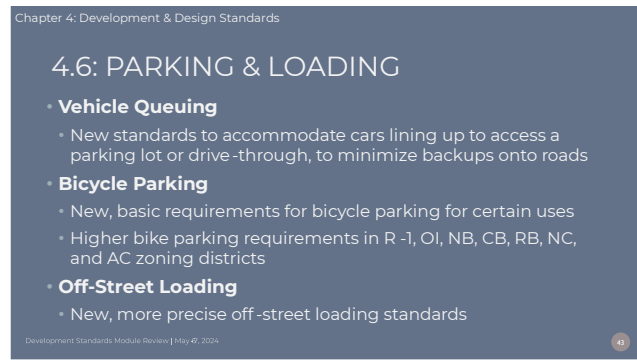 Chapter 4: Development & Design Standards
4.6: PARKING & LOADING
• Vehicle Queuing
• New standards to accommodate cars lining up to access a
parking lot or drive-through, to minimize backups onto roads
• Bicycle Parking
• New, basic requirements for bicycle parking for certain uses
• Higher bike parking requirements in R -1, OI, NB, CB, RB, NC,
and AC zoning districts
• Off-Street Loading
• New, more precise off -street loading standards
Development Standards Module Review | May , 2024
43